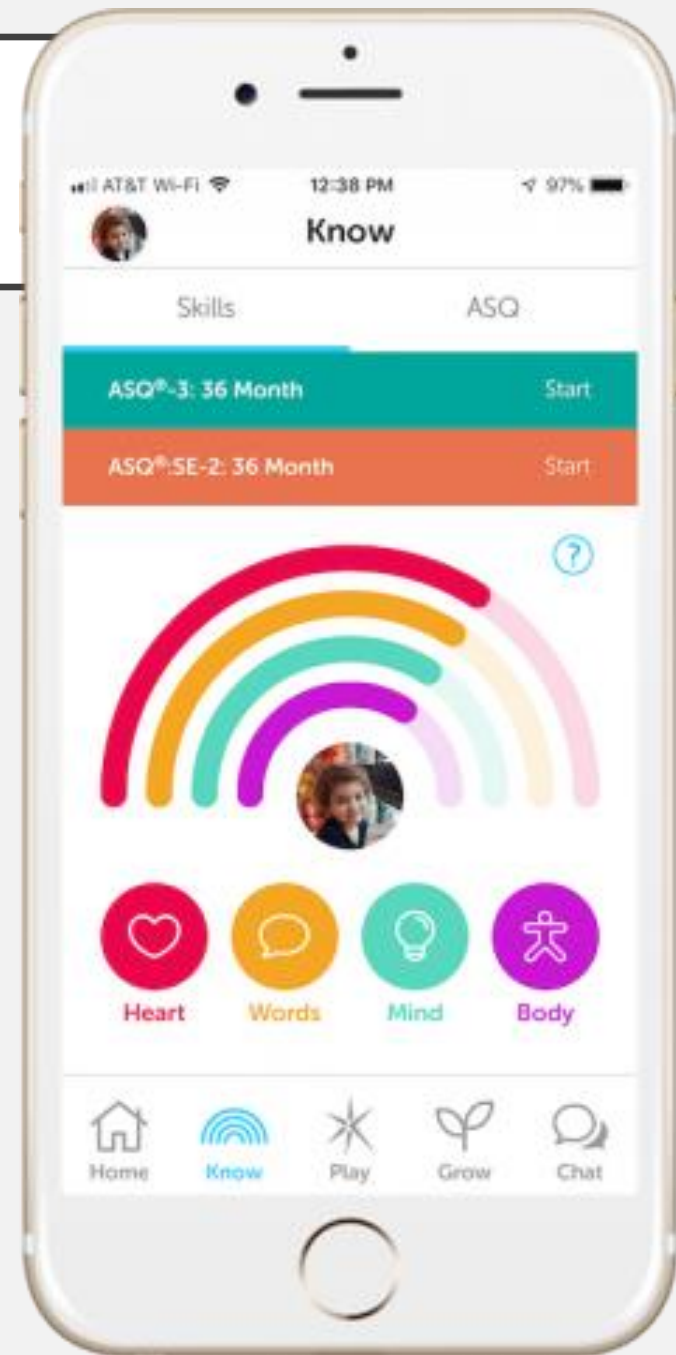 AT&T Wi-Fi 12:38 PM 97%
Know
Skills ASQ
ASQ®-3: 36 Month Start
ASQ®:SE-2: 36 Month Start
?
Heart Words Mind Body
Home Know Play Grow Chat